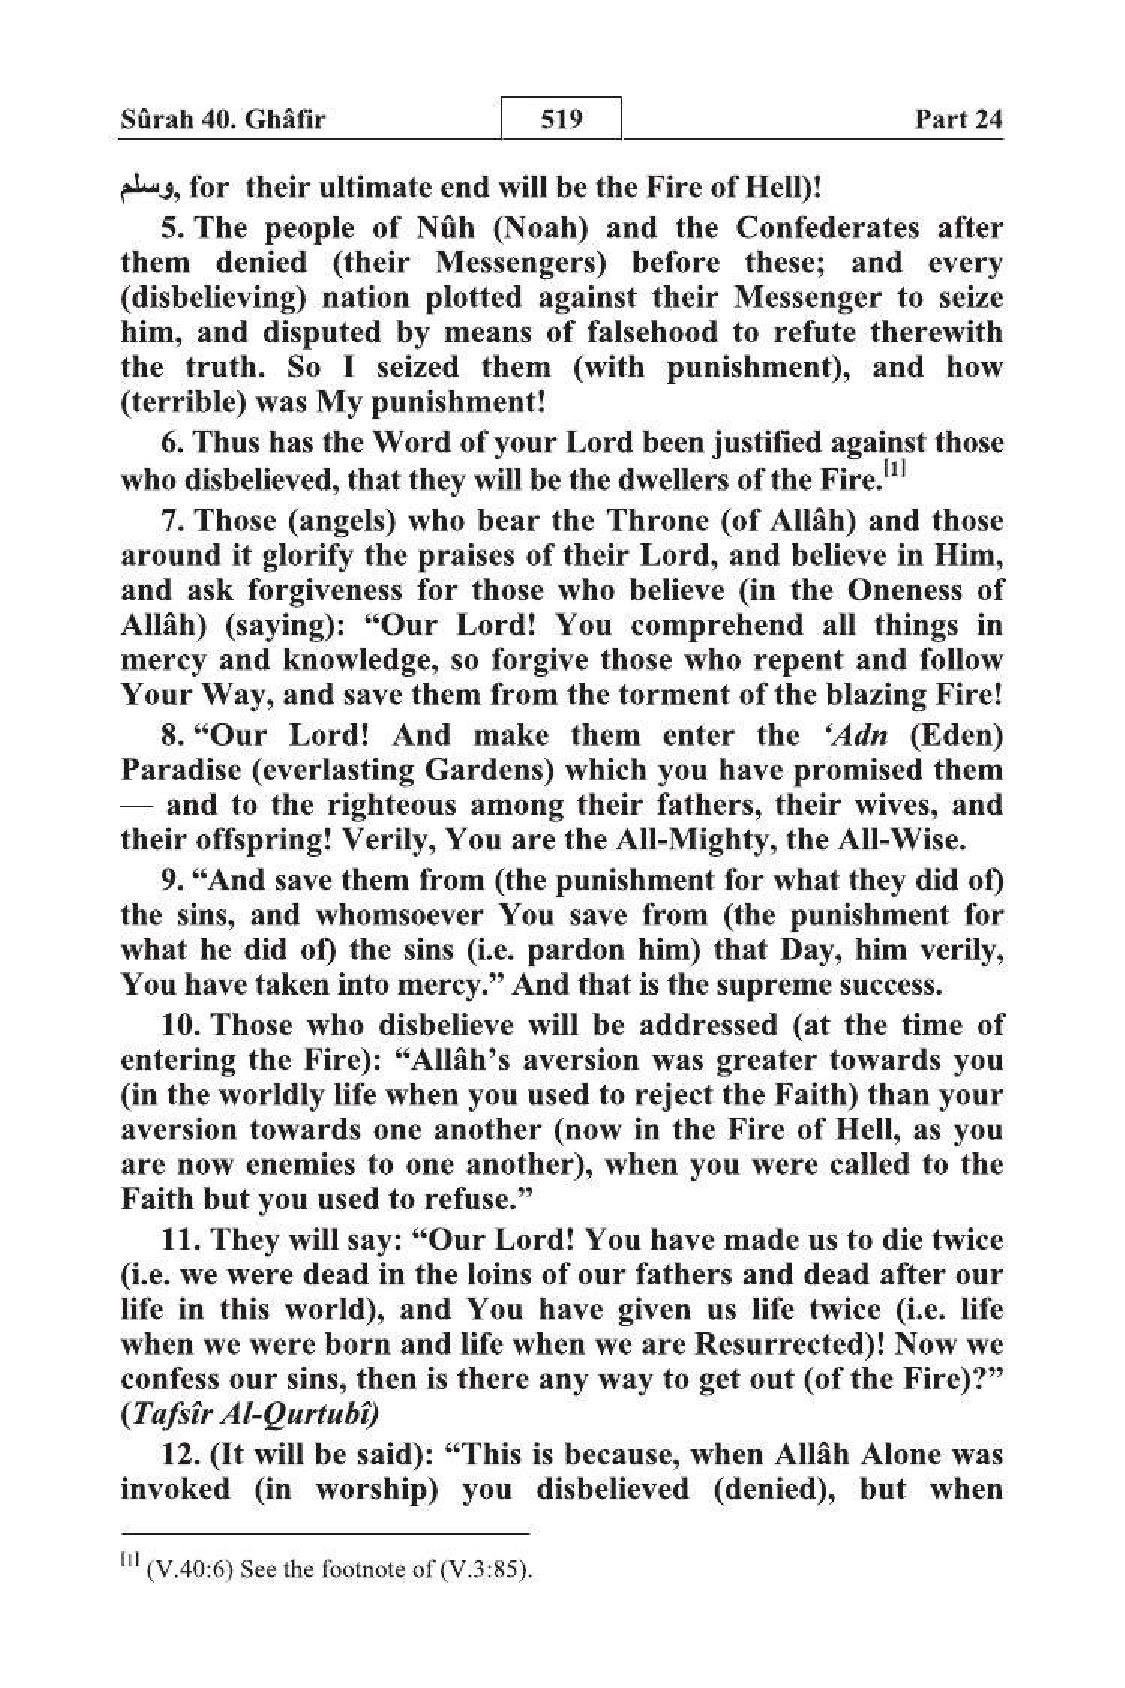 Sûrah 40. Ghâfir 519 Part 24
وسلم, for their ultimate end will be the Fire of Hell)!
5. The people of Nûh (Noah) and the Confederates after
them denied (their Messengers) before these; and every
(disbelieving) nation plotted against their Messenger to seize
him, and disputed by means of falsehood to refute therewith
the truth. So I seized them (with punishment), and how
(terrible) was My punishment!
6. Thus has the Word of your Lord been justified against those
who disbelieved, that they will be the dwellers of the Fire.[1]
7. Those (angels) who bear the Throne (of Allâh) and those
around it glorify the praises of their Lord, and believe in Him,
and ask forgiveness for those who believe (in the Oneness of
Allâh) (saying): “Our Lord! You comprehend all things in
mercy and knowledge, so forgive those who repent and follow
Your Way, and save them from the torment of the blazing Fire!
8. “Our Lord! And make them enter the ‘Adn (Eden)
Paradise (everlasting Gardens) which you have promised them
— and to the righteous among their fathers, their wives, and
their offspring! Verily, You are the All-Mighty, the All-Wise.
9. “And save them from (the punishment for what they did of)
the sins, and whomsoever You save from (the punishment for
what he did of) the sins (i.e. pardon him) that Day, him verily,
You have taken into mercy.” And that is the supreme success.
10. Those who disbelieve will be addressed (at the time of
entering the Fire): “Allâh’s aversion was greater towards you
(in the worldly life when you used to reject the Faith) than your
aversion towards one another (now in the Fire of Hell, as you
are now enemies to one another), when you were called to the
Faith but you used to refuse.”
11. They will say: “Our Lord! You have made us to die twice
(i.e. we were dead in the loins of our fathers and dead after our
life in this world), and You have given us life twice (i.e. life
when we were born and life when we are Resurrected)! Now we
confess our sins, then is there any way to get out (of the Fire)?”
(Tafsîr Al-Qurtubî)
12. (It will be said): “This is because, when Allâh Alone was
invoked (in worship) you disbelieved (denied), but when
[1] (V.40:6) See the footnote of (V.3:85).